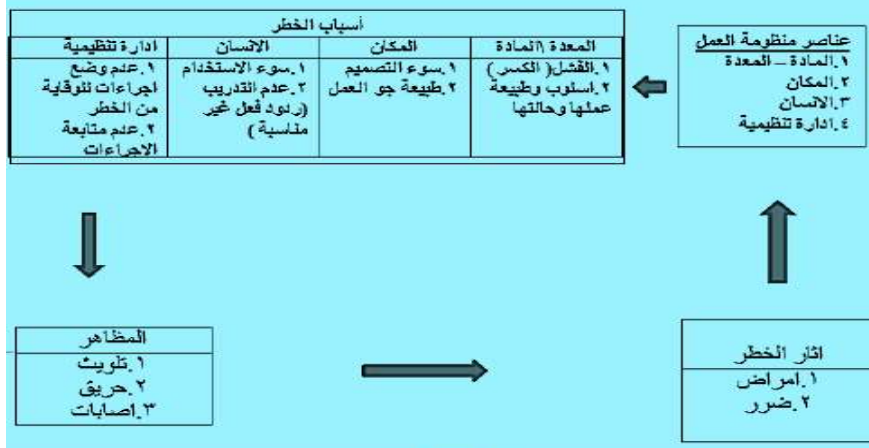 عناصر منظومة العمل
١.المادة – المعدة
٢.المكان
٣.الانسان
٤.ادارة تنظيمية
أسباب الخطر
المعدة \المادة
١.الفشل( الكسر)
٢.اسلوب وطبيعة
عملها وحالتها
المكان
١.سوء التصميم
٢.طبيعة جو العمل
الانسان
١.سوء الاستخدام
٢.عدم التدريب
(ردود فعل غير
مناسبة)
ادارة تنظيمية
١.عدم وضع
اجراءات للوقاية
من الخطر
٢.عدم متابعة
الاجراءات
المظاهر
١.تلويث
٢.حريق
٣.اصابات
اثار الخطر
١.امراض
٢.ضرر